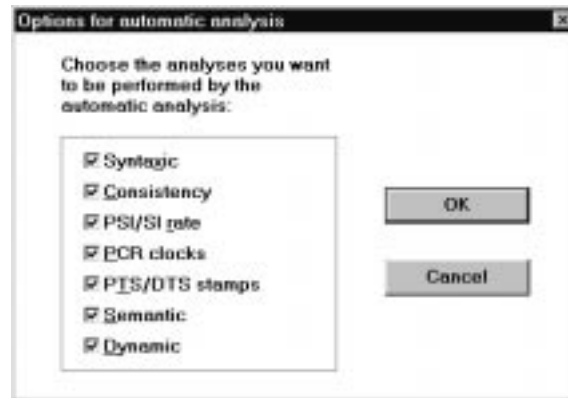 Options for automatic analysis
Choose the analyses you want
to be performed by the
automatic analysis:
Syntaxic
Consistency
PSI/SI rate
PCR clocks
PTS/DTS stamps
Semantic
Dynamic
OK
Cancel